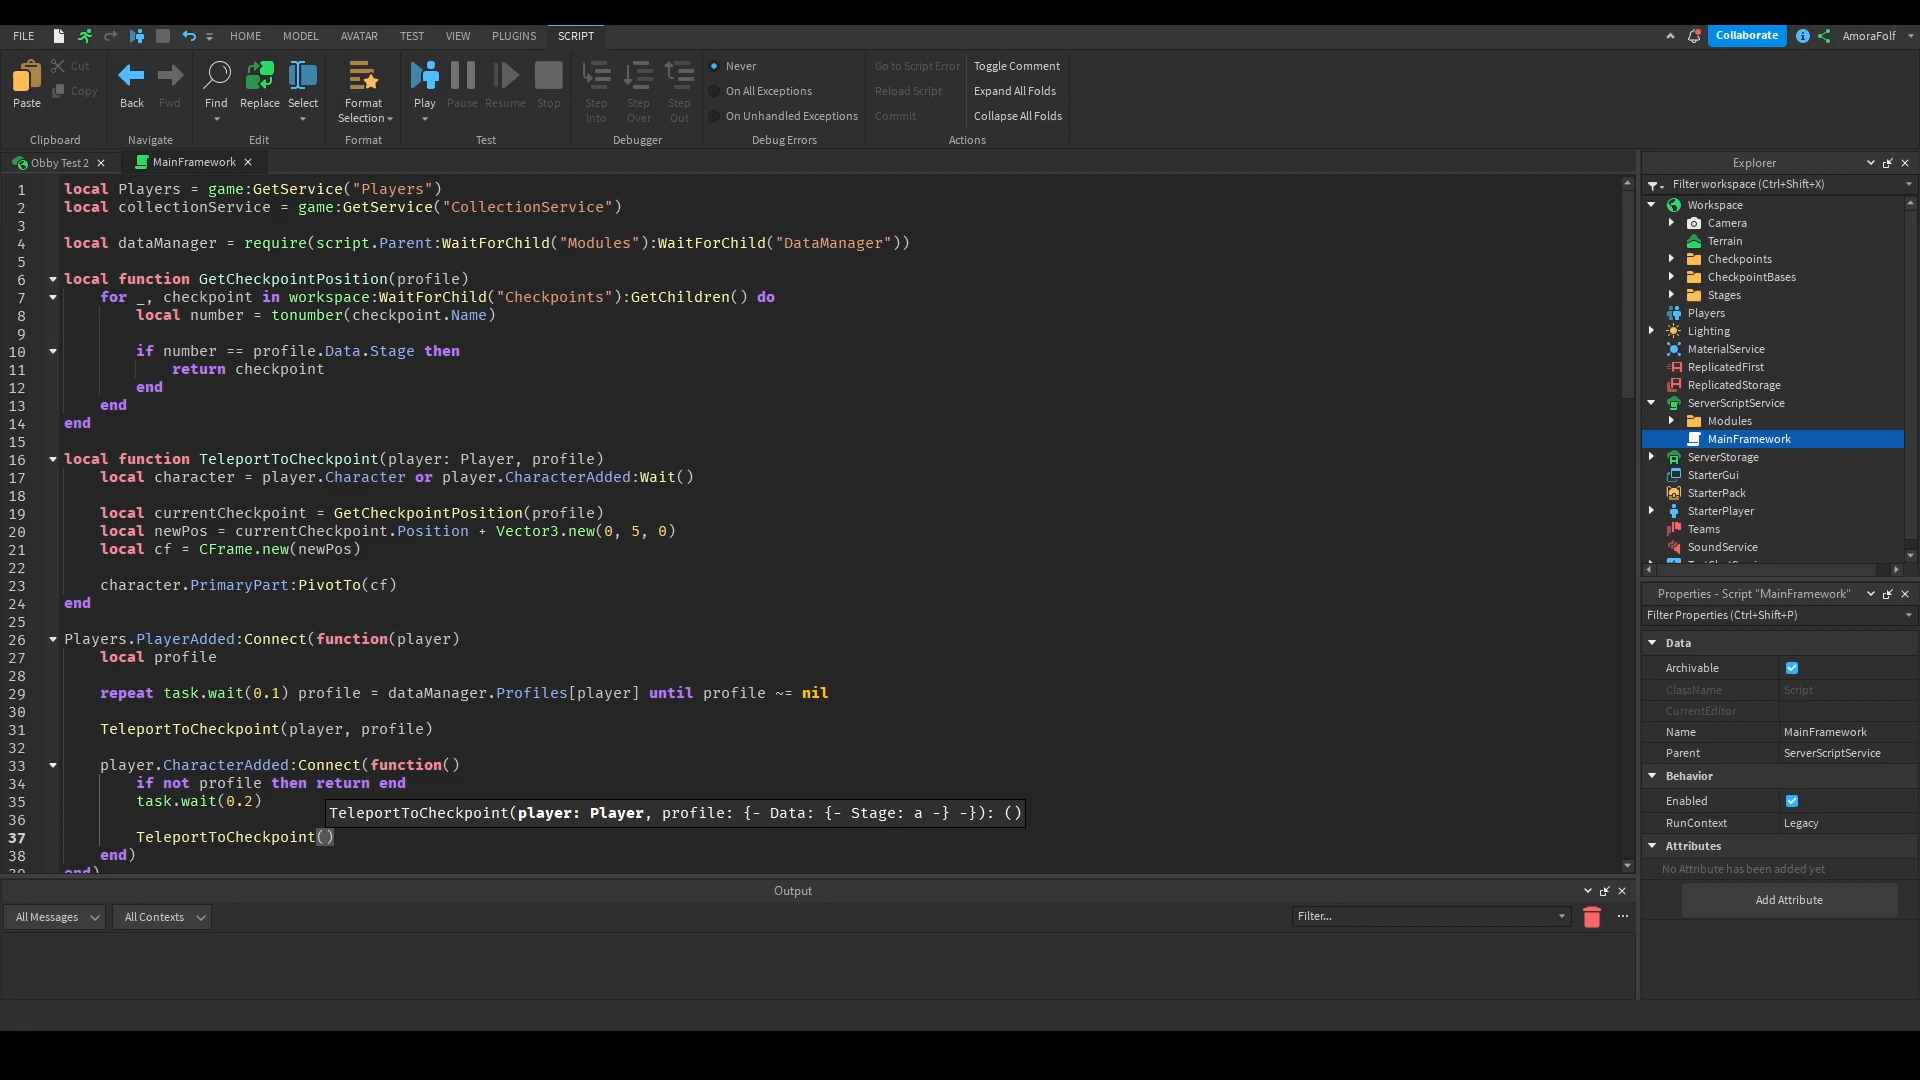 FILE HOME MODEL AVATAR TEST VIEW PLUGINS SCRIPT Collaborate AmoraFolf
Cut Copy Paste Clipboard
Back Fwd Navigate
Find Replace Select Edit
Format Selection Format
Play Pause Resume Stop Test
Step Into Step Over Step Out Debugger
Never
On All Exceptions
On Unhandled Exceptions
Debug Errors
Go to Script Error Toggle Comment
Reload Script Expand All Folds
Commit Collapse All Folds
Actions
Obby Test 2 MainFramework
1 local Players = game:GetService("Players")
2 local collectionService = game:GetService("CollectionService")
3
4 local dataManager = require(script.Parent:WaitForChild("Modules"):WaitForChild("DataManager"))
5
6 local function GetCheckpointPosition(profile)
7 for _, checkpoint in workspace:WaitForChild("Checkpoints"):GetChildren() do
8 local number = tonumber(checkpoint.Name)
9
10 if number == profile.Data.Stage then
11 return checkpoint
12 end
13 end
14 end
15
16 local function TeleportToCheckpoint(player: Player, profile)
17 local character = player.Character or player.CharacterAdded:Wait()
18
19 local currentCheckpoint = GetCheckpointPosition(profile)
20 local newPos = currentCheckpoint.Position + Vector3.new(0, 5, 0)
21 local cf = CFrame.new(newPos)
22
23 character.PrimaryPart:PivotTo(cf)
24 end
25
26 Players.PlayerAdded:Connect(function(player)
27 local profile
28
29 repeat task.wait(0.1) profile = dataManager.Profiles[player] until profile ~= nil
30
31 TeleportToCheckpoint(player, profile)
32
33 player.CharacterAdded:Connect(function()
34 if not profile then return end
35 task.wait(0.2)
TeleportToCheckpoint(player: Player, profile: {- Data: {- Stage: a -} -}): ()
36
37 TeleportToCheckpoint()
38 end)
39 end)
Output
All Messages All Contexts Filter...
Explorer
Filter workspace (Ctrl+Shift+X)
Workspace
Camera
Terrain
Checkpoints
CheckpointBases
Stages
Players
Lighting
MaterialService
ReplicatedFirst
ReplicatedStorage
ServerScriptService
Modules
MainFramework
ServerStorage
StarterGui
StarterPack
StarterPlayer
Teams
SoundService
Properties - Script "MainFramework"
Filter Properties (Ctrl+Shift+P)
Data
Archivable
ClassName Script
CurrentEditor
Name MainFramework
Parent ServerScriptService
Behavior
Enabled
RunContext Legacy
Attributes
No Attribute has been added yet
Add Attribute